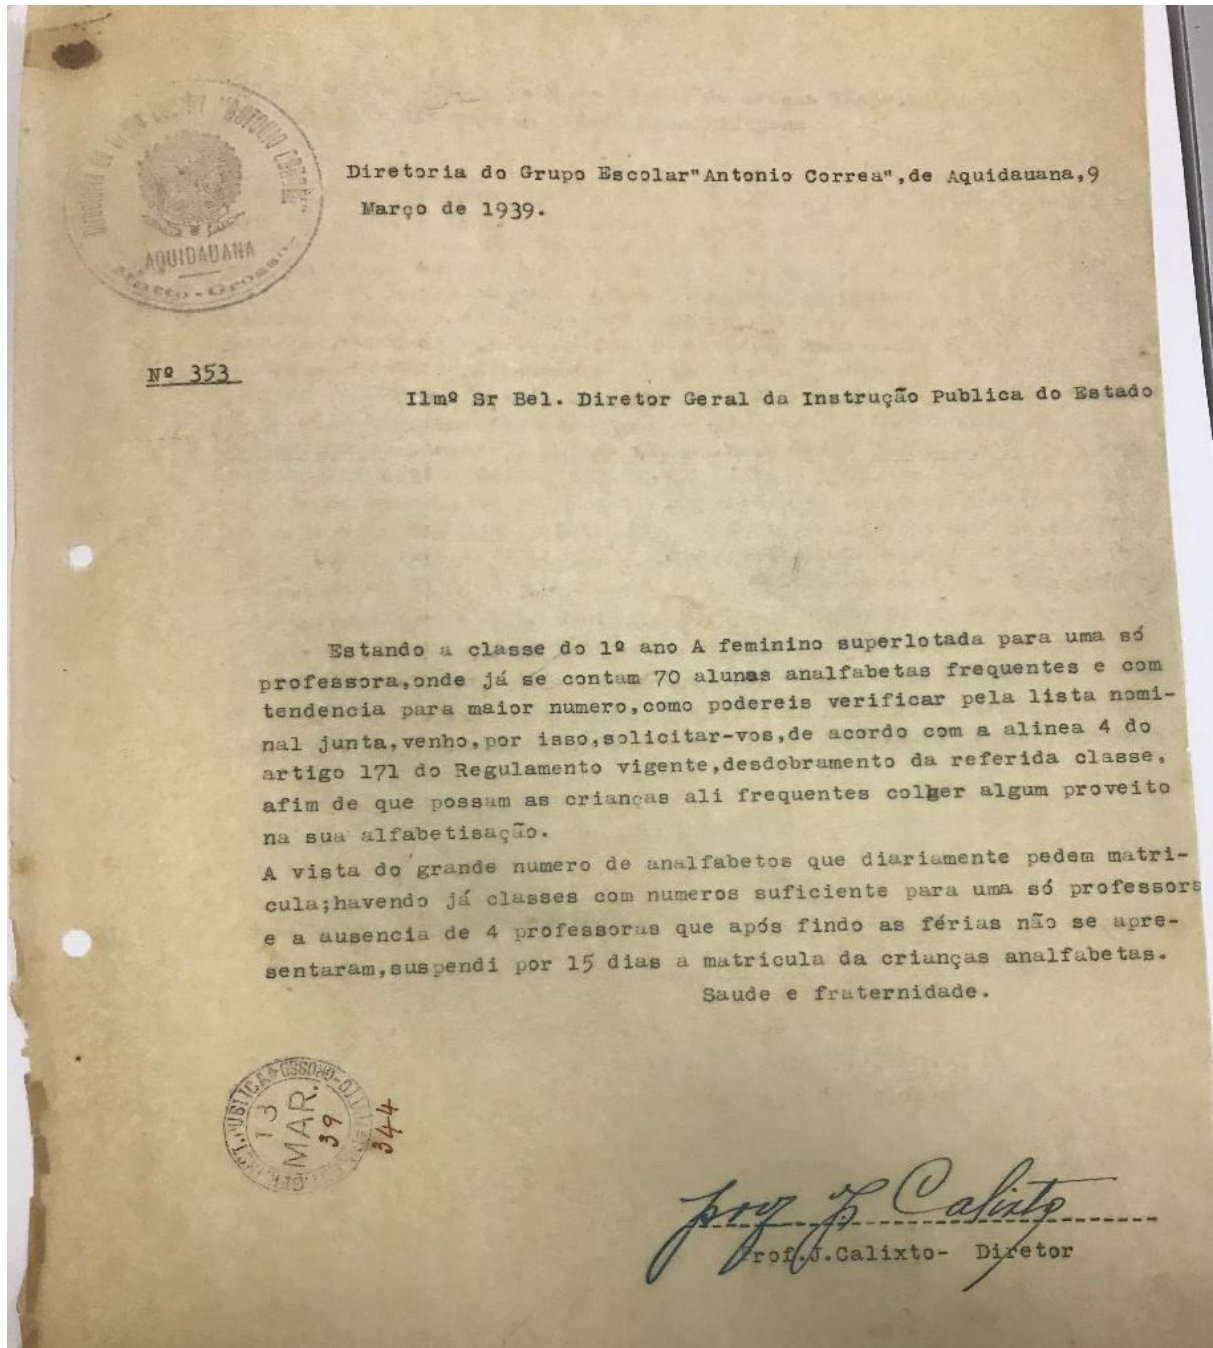 "ANTONIO CORRÊA"
AQUIDAUANA
Matto-Grosso
Diretoria do Grupo Escolar"Antonio Correa",de Aquidauana,9
Março de 1939.
Nº 353
Ilmº Sr Bel. Diretor Geral da Instrução Publica do Estado
Estando a classe do 1º ano A feminino superlotada para uma só
professora,onde já se contam 70 alunas analfabetas frequentes e com
tendencia para maior numero,como podereis verificar pela lista nomi-
nal junta,venho,por isso,solicitar-vos,de acordo com a alinea 4 do
artigo 171 do Regulamento vigente,desdobramento da referida classe,
afim de que possam as crianças ali frequentes colher algum proveito
na sua alfabetisação.
A vista do grande numero de analfabetos que diariamente pedem matri-
cula;havendo já classes com numeros suficiente para uma só professora
e a ausencia de 4 professoras que após findo as férias não se apre-
sentaram,suspendi por 15 dias a matricula da crianças analfabetas.
Saude e fraternidade.
13
MAR.
39
344
Prof J Calixto
Prof.J.Calixto- Diretor